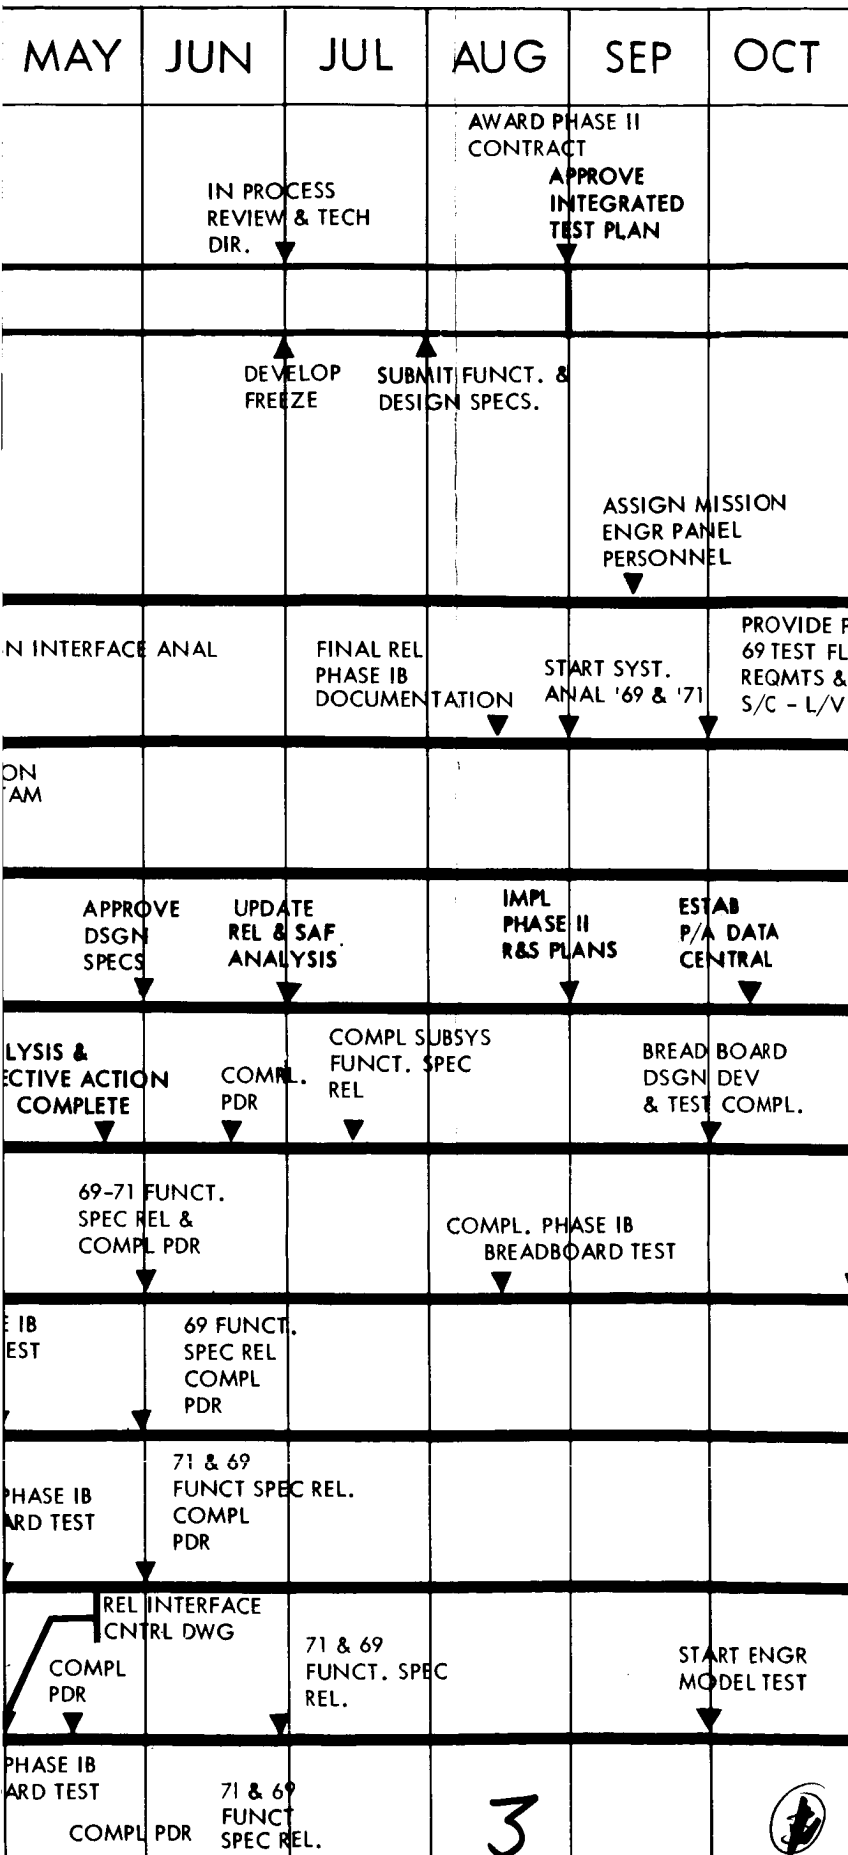 MAY JUN JUL AUG SEP OCT
AWARD PHASE II
CONTRACT
APPROVE
INTEGRATED
TEST PLAN
IN PROCESS
REVIEW & TECH
DIR.
DEVELOP
FREEZE
SUBMIT FUNCT. &
DESIGN SPECS.
ASSIGN MISSION
ENGR PANEL
PERSONNEL
N INTERFACE ANAL
FINAL REL
PHASE IB
DOCUMENTATION
START SYST.
ANAL '69 & '71
PROVIDE P
69 TEST FL
REQMTS &
S/C - L/V
ON
AM
APPROVE
DSGN
SPECS
UPDATE
REL & SAF.
ANALYSIS
IMPL
PHASE II
R&S PLANS
ESTAB
P/A DATA
CENTRAL
LYSIS &
ECTIVE ACTION
COMPLETE
COMPL.
PDR
COMPL SUBSYS
FUNCT. SPEC
REL
BREAD BOARD
DSGN DEV
& TEST COMPL.
69-71 FUNCT.
SPEC REL &
COMPL PDR
COMPL. PHASE IB
BREADBOARD TEST
E IB
EST
69 FUNCT.
SPEC REL
COMPL
PDR
PHASE IB
ARD TEST
71 & 69
FUNCT SPEC REL.
COMPL
PDR
REL INTERFACE
CNTRL DWG
COMPL
PDR
71 & 69
FUNCT. SPEC
REL.
START ENGR
MODEL TEST
PHASE IB
ARD TEST
COMPL PDR
71 & 69
FUNCT
SPEC REL.
3